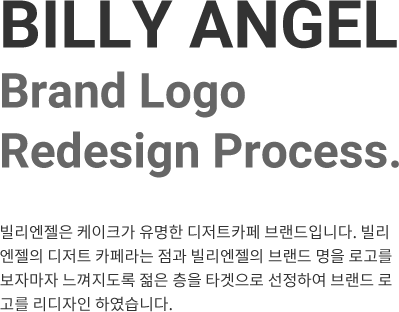 BILLY ANGEL
Brand Logo
Redesign Process.
빌리엔젤은 케이크가 유명한 디저트카페 브랜드입니다. 빌리
엔젤의 디저트 카페라는 점과 빌리엔젤의 브랜드 명을 로고를
보자마자 느껴지도록 젊은 층을 타겟으로 선정하여 브랜드 로
고를 리디자인 하였습니다.